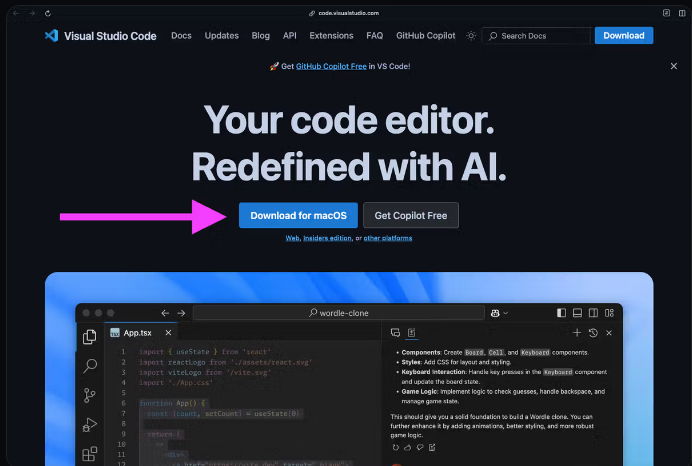 code.visualstudio.com
Visual Studio Code Docs Updates Blog API Extensions FAQ GitHub Copilot Search Docs Download
🚀 Get GitHub Copilot Free in VS Code!
Your code editor.
Redefined with AI.
Download for macOS Get Copilot Free
Web, Insiders edition, or other platforms
wordle-clone
TS App.tsx
1 import { useState } from 'react'
2 import reactLogo from './assets/react.svg'
3 import viteLogo from '/vite.svg'
4 import './App.css'
5
6 function App() {
7 const [count, setCount] = useState(0)
8
9 return (
10 <>
11 <div>
12
• Components: Create Board, Cell, and Keyboard components.
• Styles: Add CSS for layout and styling.
• Keyboard Interaction: Handle key presses in the Keyboard component
and update the board state.
• Game Logic: Implement logic to check guesses, handle backspace, and
manage game state.
This should give you a solid foundation to build a Wordle clone. You can
further enhance it by adding animations, better styling, and more robust
game logic.